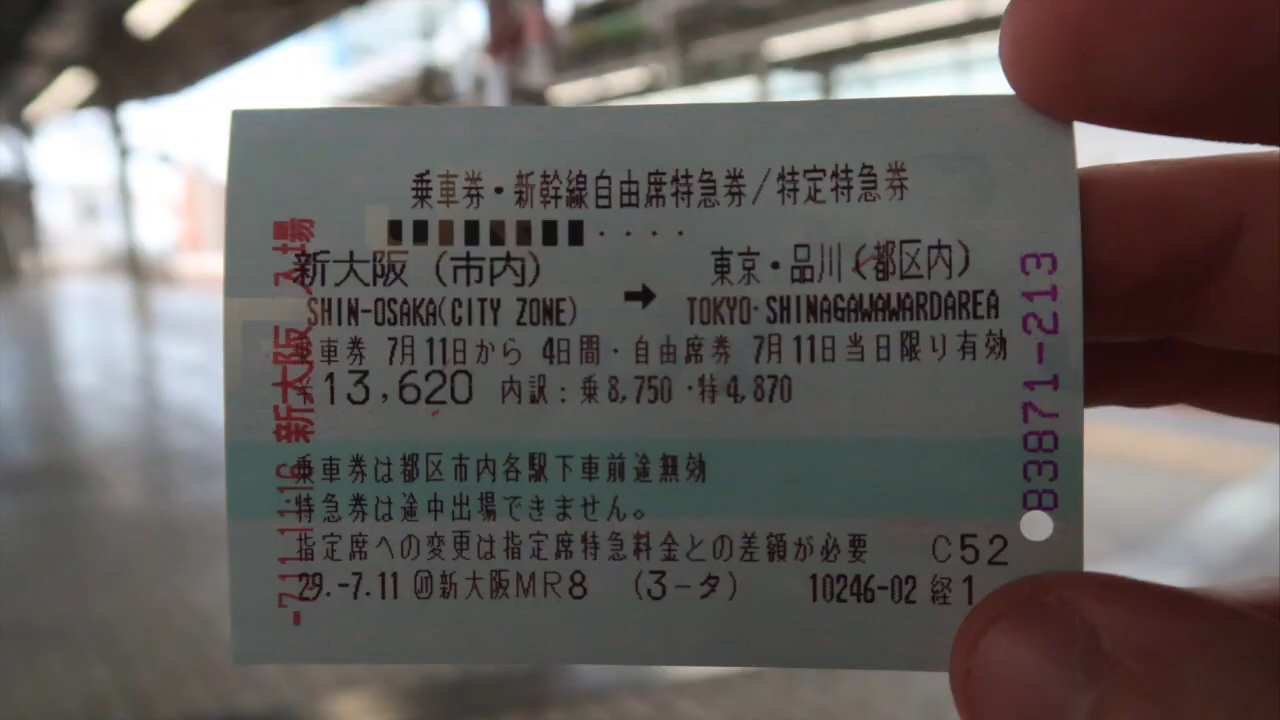 乗車券・新幹線自由席特急券/特定特急券
新大阪(市内) ➡ 東京・品川(都区内)
SHIN-OSAKA(CITY ZONE) TOKYO・SHINAGAWAWARDAREA
乗車券 7月11日から 4日間・自由席券 7月11日当日限り有効
¥13,620 内訳:乗8,750・特4,870
乗車券は都区市内各駅下車前途無効
特急券は途中出場できません。
指定席への変更は指定席特急料金との差額が必要 C52
29.-7.11 新大阪MR8 (3-タ) 10246-02 経1
-7.11 11:16 新大阪 入場
83871-213